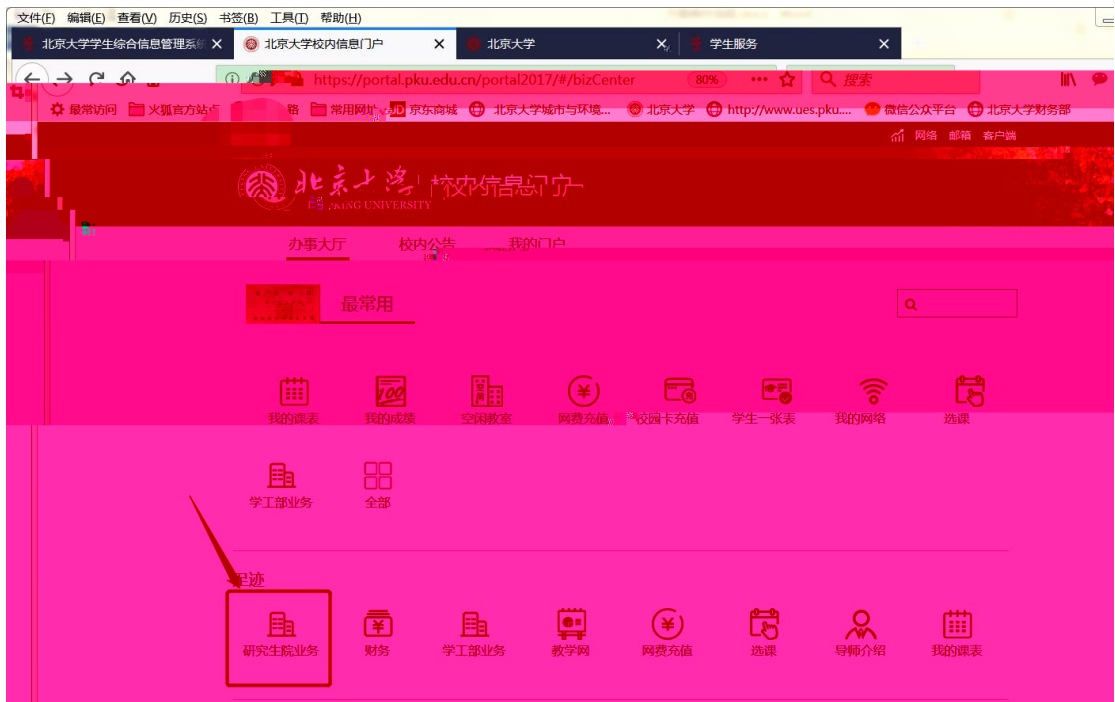 文件(F) 编辑(E) 查看(V) 历史(S) 书签(B) 工具(T) 帮助(H)
北京大学学生综合信息管理系统 北京大学校内信息门户 北京大学 学生服务
https://portal.pku.edu.cn/portal2017/#/bizCenter 80% 搜索
最常访问 火狐官方站点 常用网址 JD 京东商城 北京大学城市与环境... 北京大学 http://www.ues.pku.... 微信公众平台 北京大学财务部
网络 邮箱 客户端
北京大学 校内信息门户
PEKING UNIVERSITY
办事大厅 校内公告 我的门户
最常用
我的课表 我的成绩 空闲教室 网费充值 校园卡充值 学生一张表 我的网络 选课
学工部业务 全部
足迹
研究生院业务 财务 学工部业务 教学网 网费充值 选课 导师介绍 我的课表